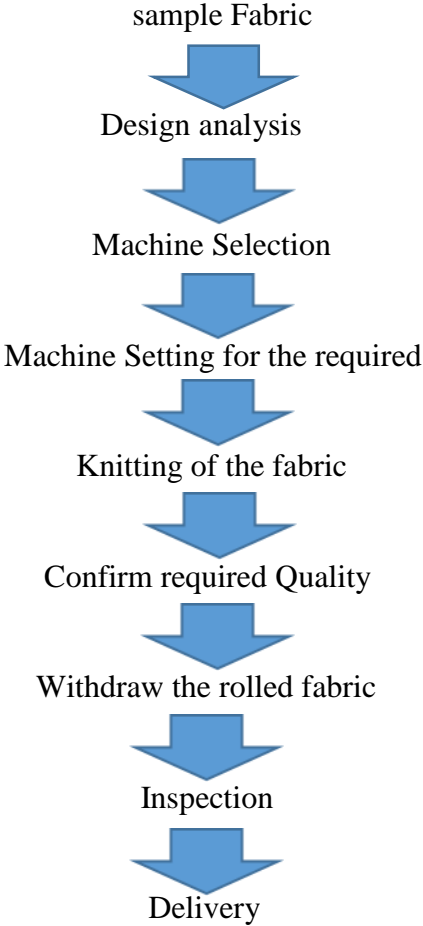 sample Fabric
Design analysis
Machine Selection
Machine Setting for the required
Knitting of the fabric
Confirm required Quality
Withdraw the rolled fabric
Inspection
Delivery